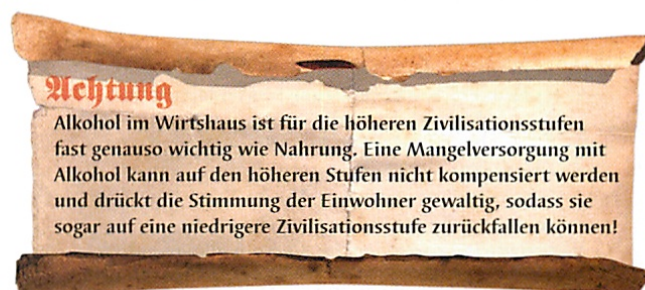 Achtung
Alkohol im Wirtshaus ist für die höheren Zivilisationsstufen
fast genauso wichtig wie Nahrung. Eine Mangelversorgung mit
Alkohol kann auf den höheren Stufen nicht kompensiert werden
und drückt die Stimmung der Einwohner gewaltig, sodass sie
sogar auf eine niedrigere Zivilisationsstufe zurückfallen können!